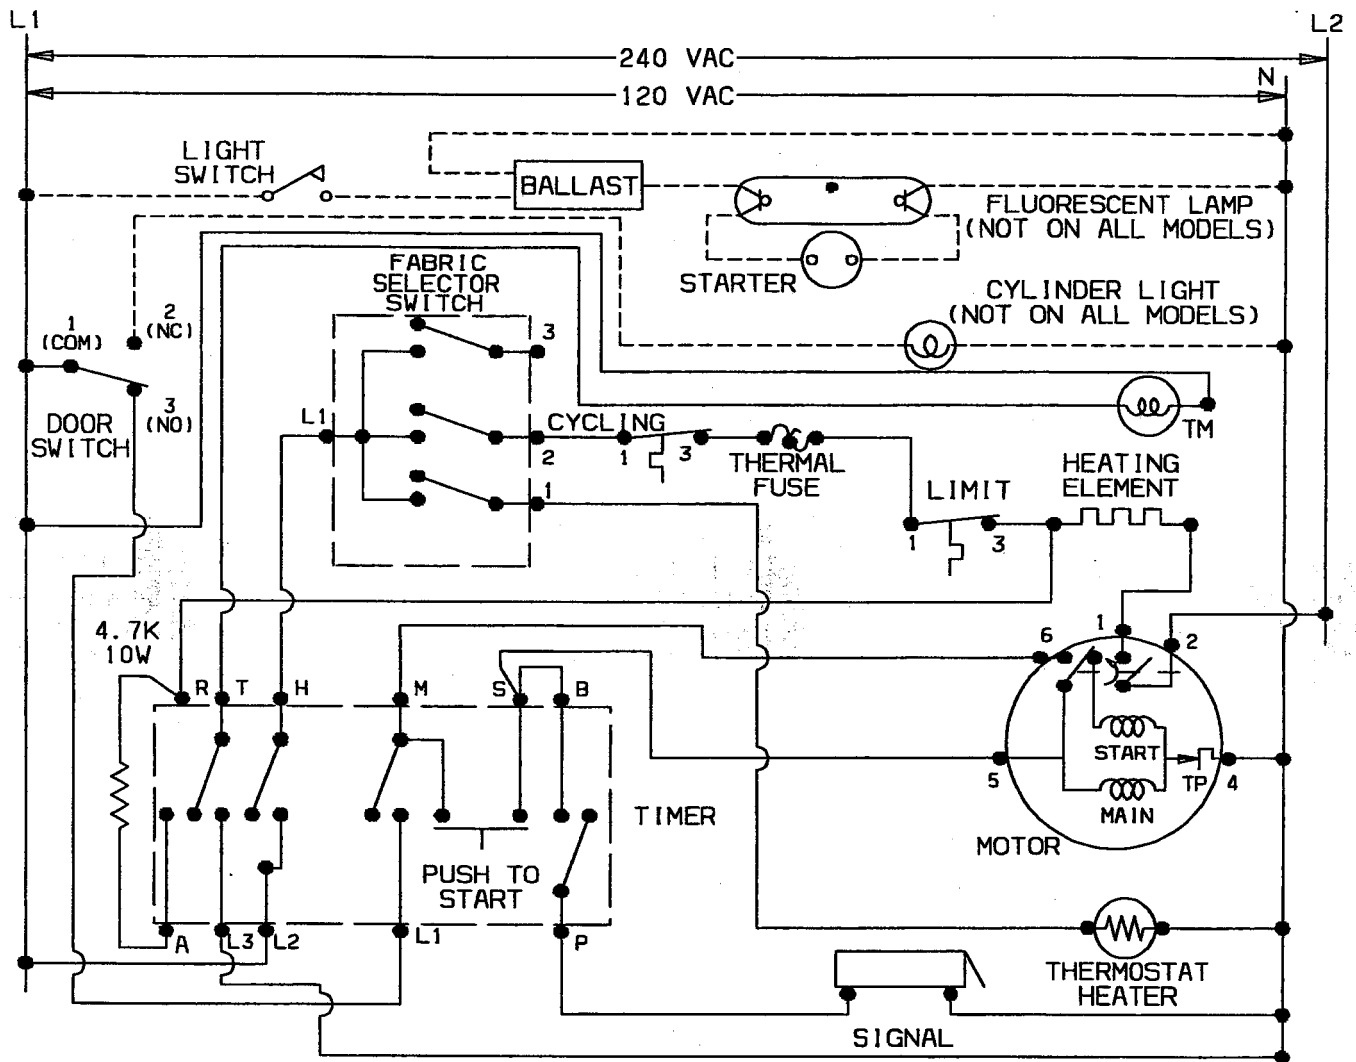 L1
L2
240 VAC
N
120 VAC
LIGHT
SWITCH
BALLAST
FLUORESCENT LAMP
(NOT ON ALL MODELS)
STARTER
FABRIC
SELECTOR
SWITCH
CYLINDER LIGHT
(NOT ON ALL MODELS)
1
(COM)
2
(NC)
3
(NO)
DOOR
SWITCH
3
L1
CYCLING
2
1
3
THERMAL
FUSE
TM
HEATING
ELEMENT
1
LIMIT
1
3
4.7K
10W
R
T
H
M
S
B
6
1
2
START
5
TP
4
MAIN
MOTOR
TIMER
PUSH TO
START
A
L3
L2
L1
P
THERMOSTAT
HEATER
SIGNAL